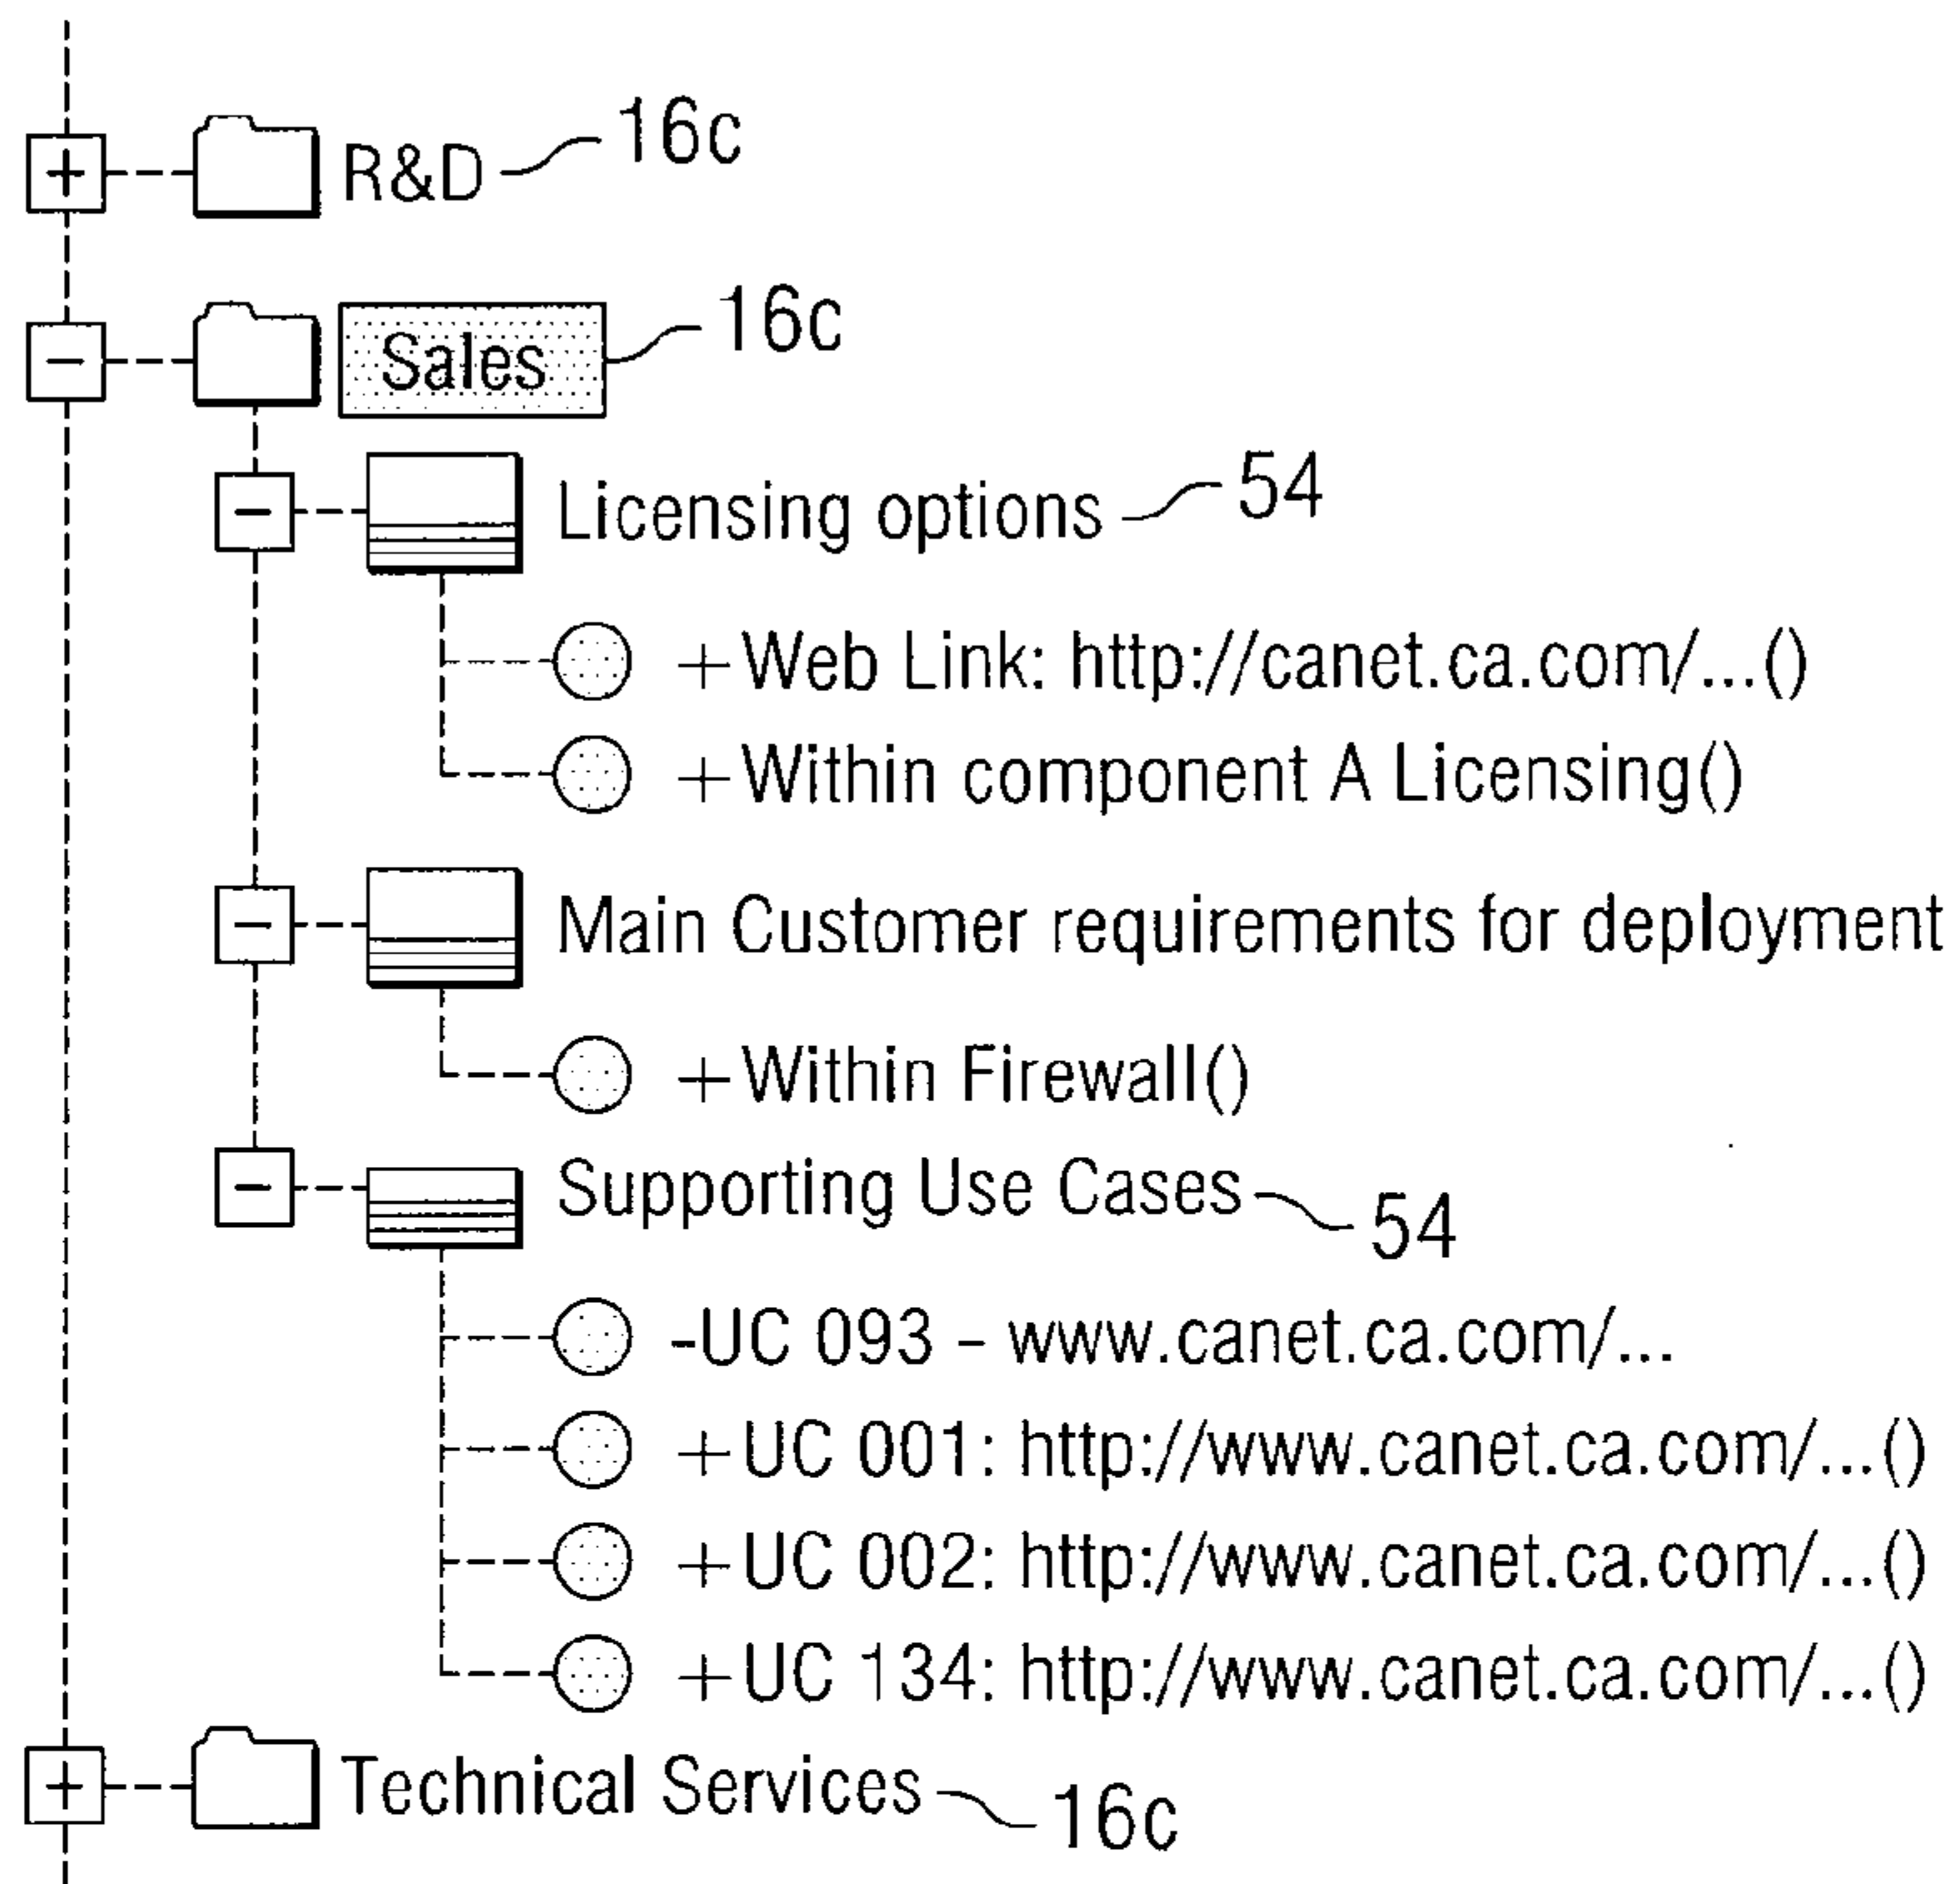 + R&D 16c
- Sales 16c
- Licensing options 54
+Web Link: http://canet.ca.com/...()
+Within component A Licensing()
- Main Customer requirements for deployment
+Within Firewall()
- Supporting Use Cases 54
-UC 093 – www.canet.ca.com/...
+UC 001: http://www.canet.ca.com/...()
+UC 002: http://www.canet.ca.com/...()
+UC 134: http://www.canet.ca.com/...()
+ Technical Services 16c